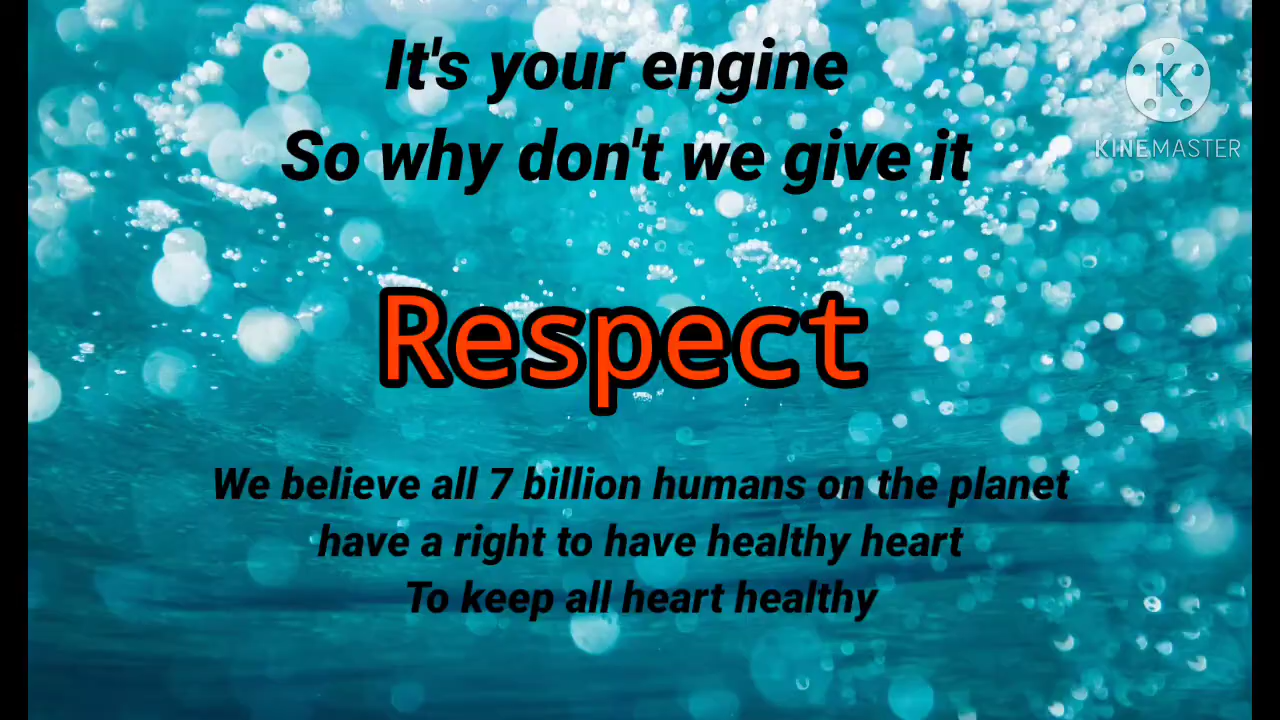 It's your engine
So why don't we give it
K
KINEMASTER
Respect
We believe all 7 billion humans on the planet
have a right to have healthy heart
To keep all heart healthy